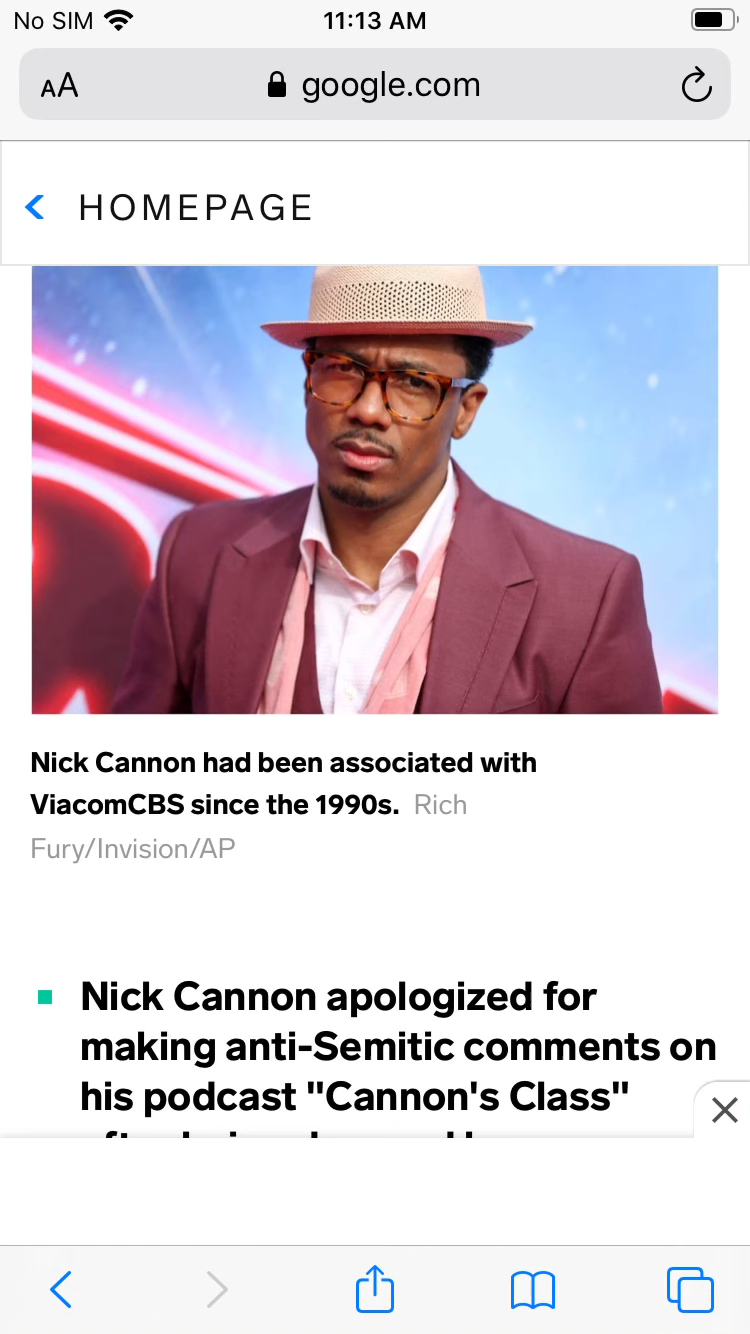 No SIM 11:13 AM
AA google.com
HOMEPAGE
Nick Cannon had been associated with
ViacomCBS since the 1990s. Rich
Fury/Invision/AP
Nick Cannon apologized for
making anti-Semitic comments on
his podcast "Cannon's Class"